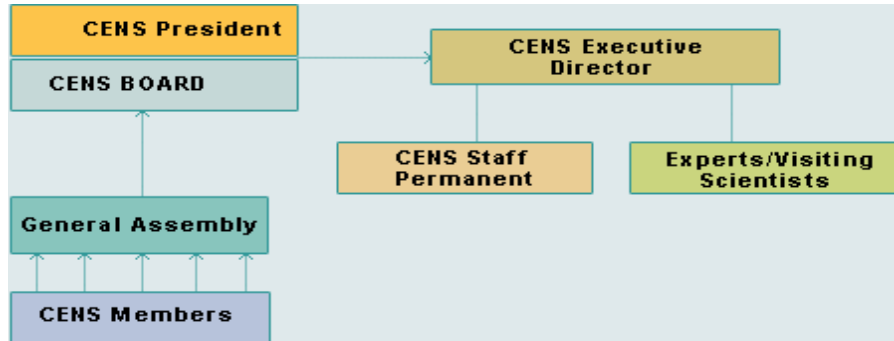 CENS President
CENS BOARD
CENS Executive
Director
CENS Staff
Permanent
Experts/Visiting
Scientists
General Assembly
CENS Members